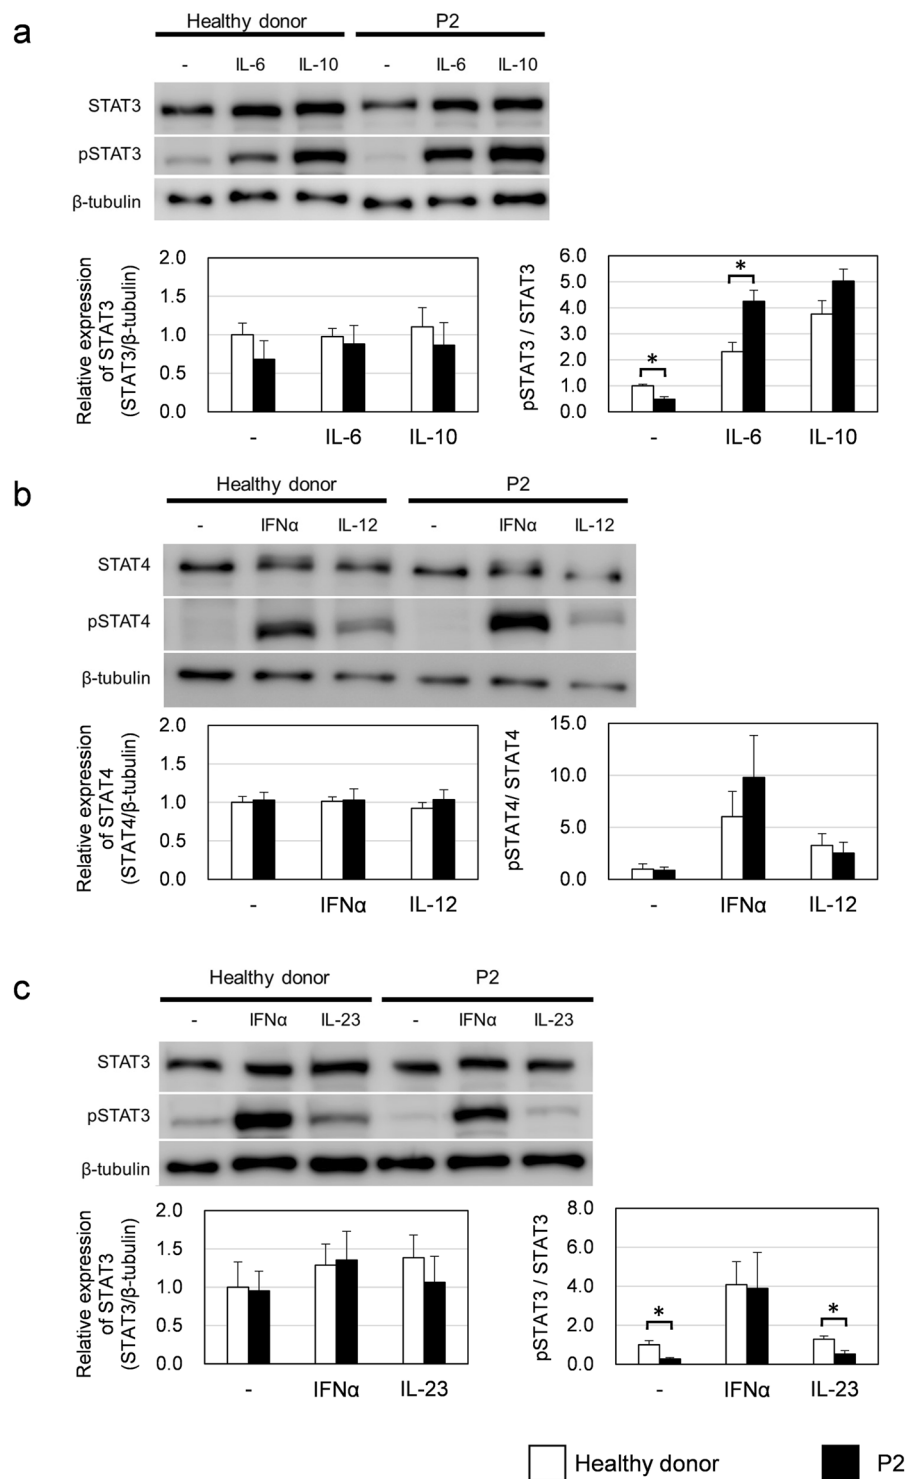 a
Healthy donor P2
- IL-6 IL-10 - IL-6 IL-10
STAT3
pSTAT3
β-tubulin
Relative expression
of STAT3
(STAT3/β-tubulin)
2.0
1.5
1.0
0.5
0.0
- IL-6 IL-10
pSTAT3 / STAT3
6.0
5.0
4.0
3.0
2.0
1.0
0.0
*
*
- IL-6 IL-10
b
Healthy donor P2
- IFNα IL-12 - IFNα IL-12
STAT4
pSTAT4
β-tubulin
Relative expression
of STAT4
(STAT4/β-tubulin)
2.0
1.5
1.0
0.5
0.0
- IFNα IL-12
pSTAT4/ STAT4
15.0
10.0
5.0
0.0
- IFNα IL-12
c
Healthy donor P2
- IFNα IL-23 - IFNα IL-23
STAT3
pSTAT3
β-tubulin
Relative expression
of STAT3
(STAT3/β-tubulin)
2.0
1.5
1.0
0.5
0.0
- IFNα IL-23
pSTAT3 / STAT3
8.0
6.0
4.0
2.0
0.0
* *
- IFNα IL-23
Healthy donor P2